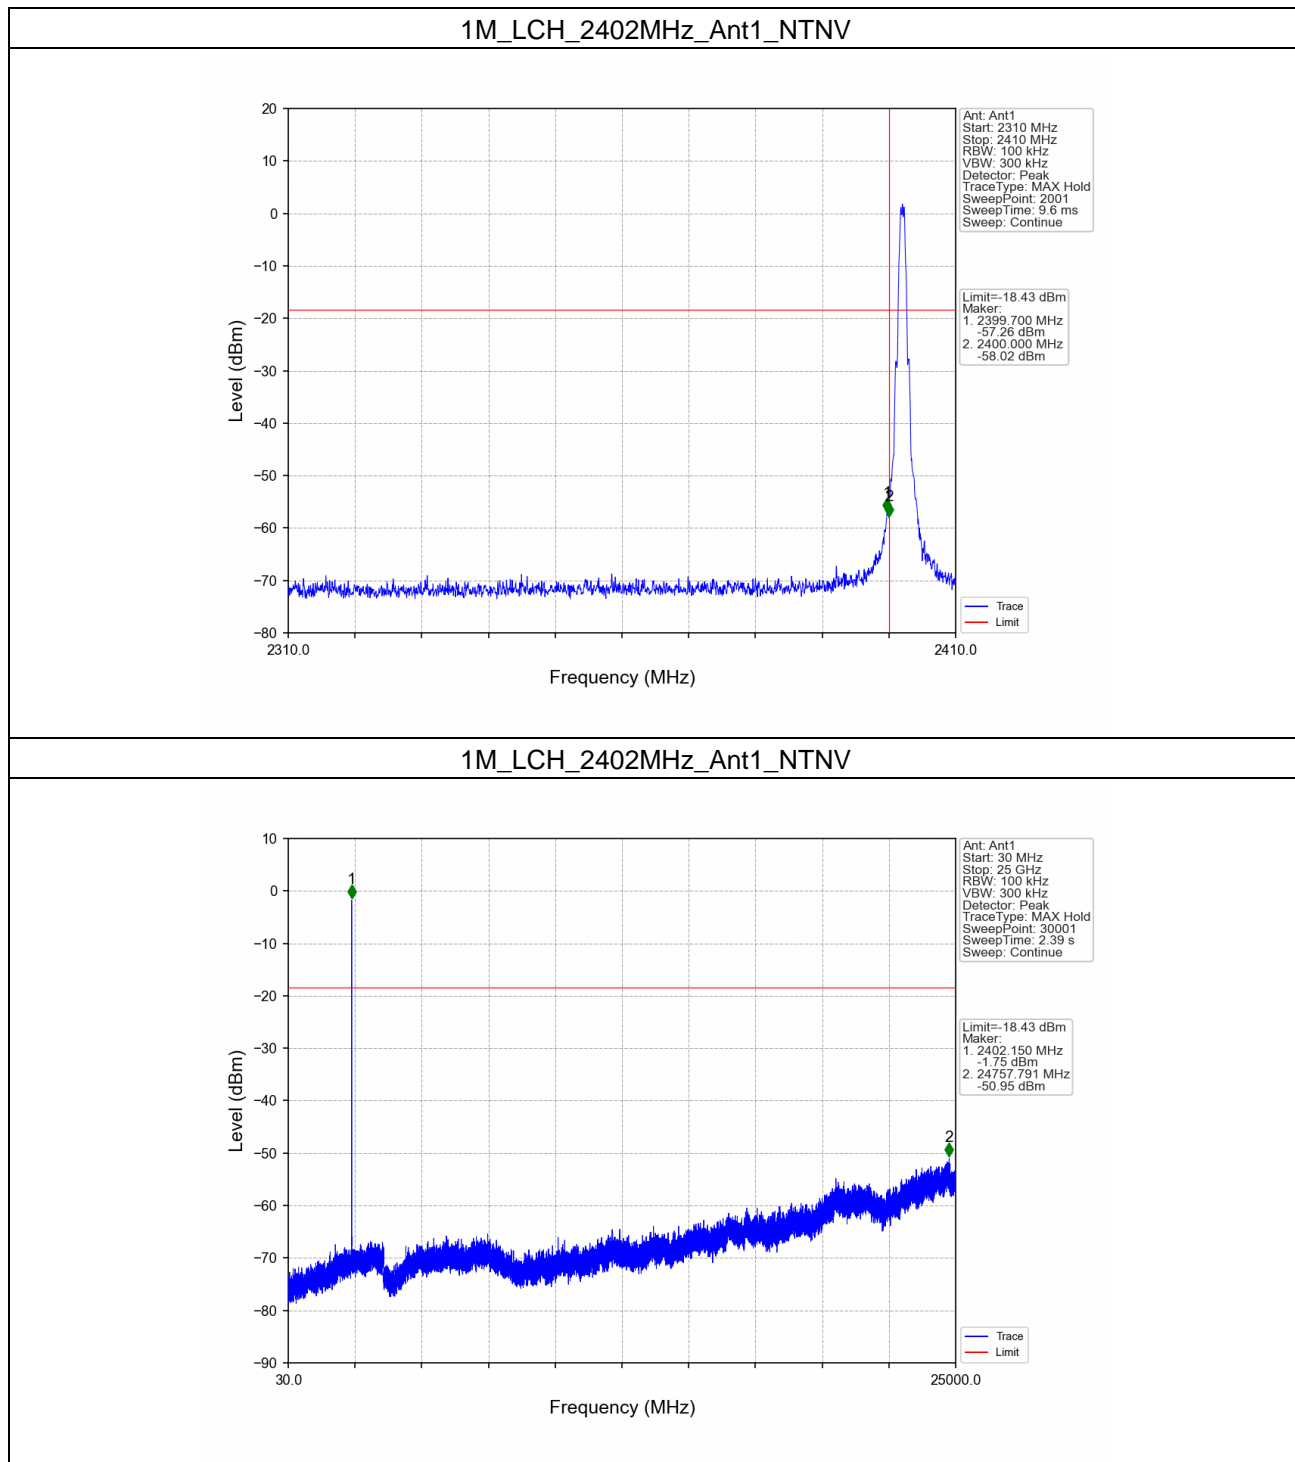 1M_LCH_2402MHz_Ant1_NTNV
20
10
0
−10
−20
−30
−40
−50
−60
−70
−80
Level (dBm)
2310.0
2410.0
Frequency (MHz)
1
2
Ant: Ant1
Start: 2310 MHz
Stop: 2410 MHz
RBW: 100 kHz
VBW: 300 kHz
Detector: Peak
TraceType: MAX Hold
SweepPoint: 2001
SweepTime: 9.6 ms
Sweep: Continue
Limit=-18.43 dBm
Maker:
1. 2399.700 MHz
-57.26 dBm
2. 2400.000 MHz
-58.02 dBm
Trace
Limit
1M_LCH_2402MHz_Ant1_NTNV
10
0
−10
−20
−30
−40
−50
−60
−70
−80
−90
Level (dBm)
30.0
25000.0
Frequency (MHz)
1
2
Ant: Ant1
Start: 30 MHz
Stop: 25 GHz
RBW: 100 kHz
VBW: 300 kHz
Detector: Peak
TraceType: MAX Hold
SweepPoint: 30001
SweepTime: 2.39 s
Sweep: Continue
Limit=-18.43 dBm
Maker:
1. 2402.150 MHz
-1.75 dBm
2. 24757.791 MHz
-50.95 dBm
Trace
Limit